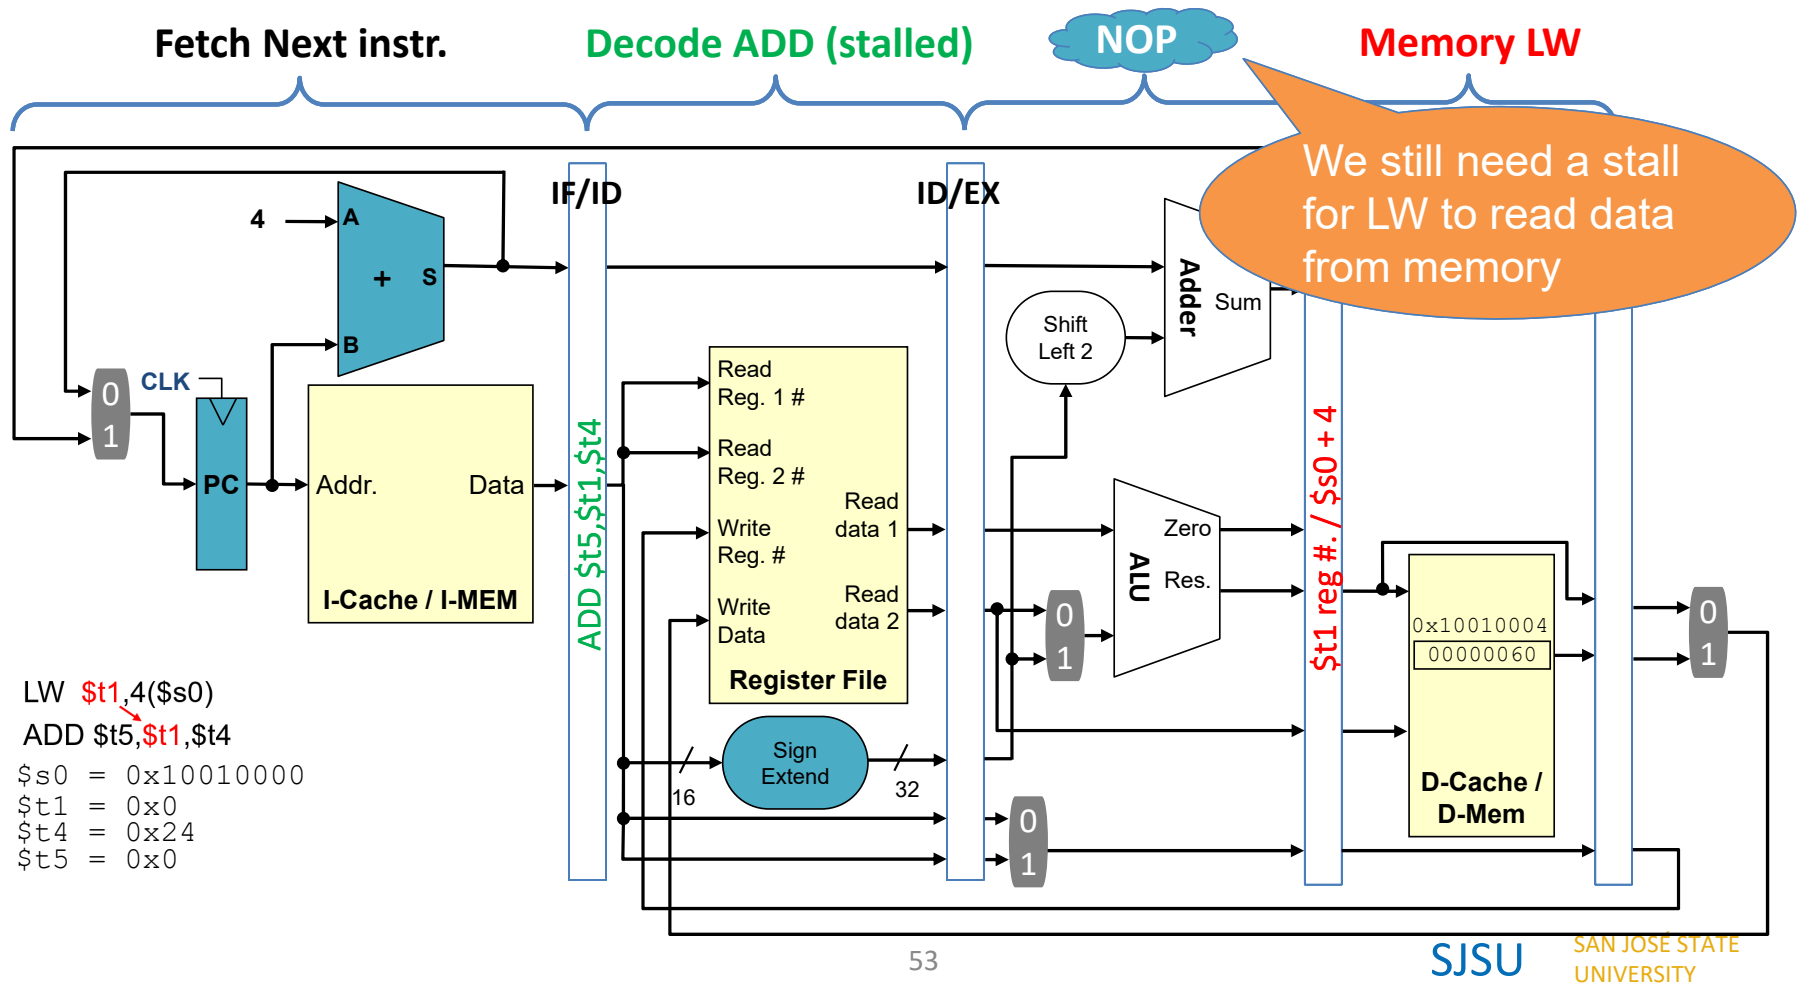 Fetch Next instr.
Decode ADD (stalled)
NOP
Memory LW
We still need a stall
for LW to read data
from memory
IF/ID
ID/EX
4
A
+
S
B
Adder
Sum
Shift
Left 2
0
1
CLK
PC
Addr.
Data
I-Cache / I-MEM
ADD $t5,$t1,$t4
Read
Reg. 1 #
Read
Reg. 2 #
Write
Reg. #
Write
Data
Read
data 1
Read
data 2
Register File
Sign
Extend
16
32
0
1
ALU
Zero
Res.
0
1
$t1 reg #. / $s0 + 4
0x10010004
00000060
D-Cache /
D-Mem
0
1
LW $t1,4($s0)
ADD $t5,$t1,$t4
$s0 = 0x10010000
$t1 = 0x0
$t4 = 0x24
$t5 = 0x0
53
SJSU
SAN JOSÉ STATE
UNIVERSITY